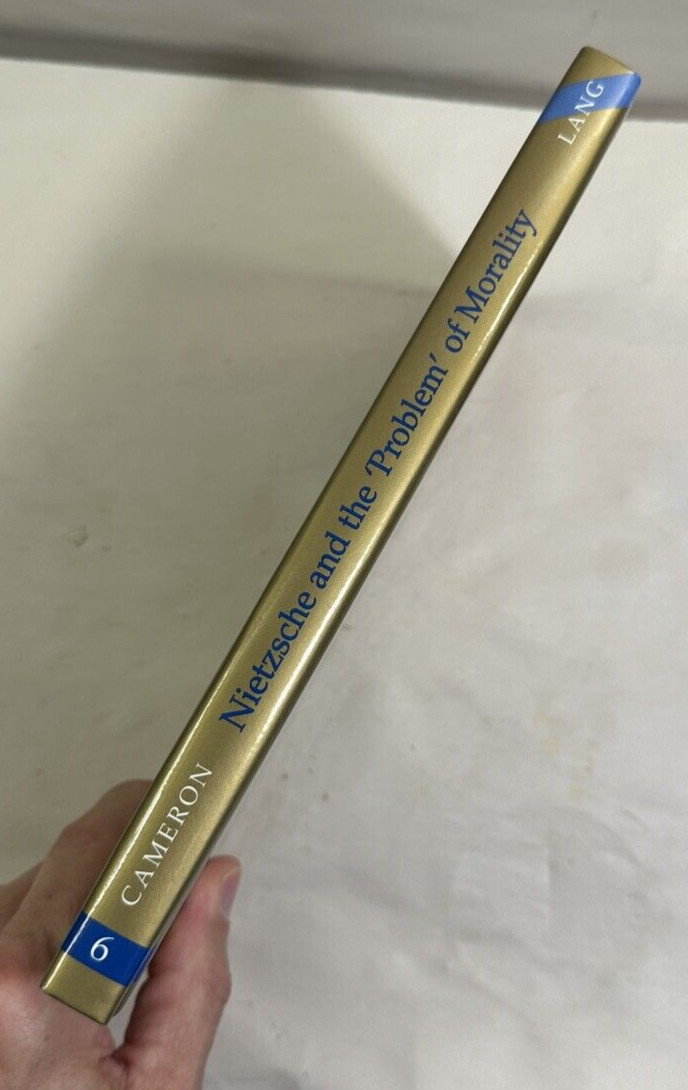 6
CAMERON
Nietzsche and the ‘Problem’ of Morality
LANG